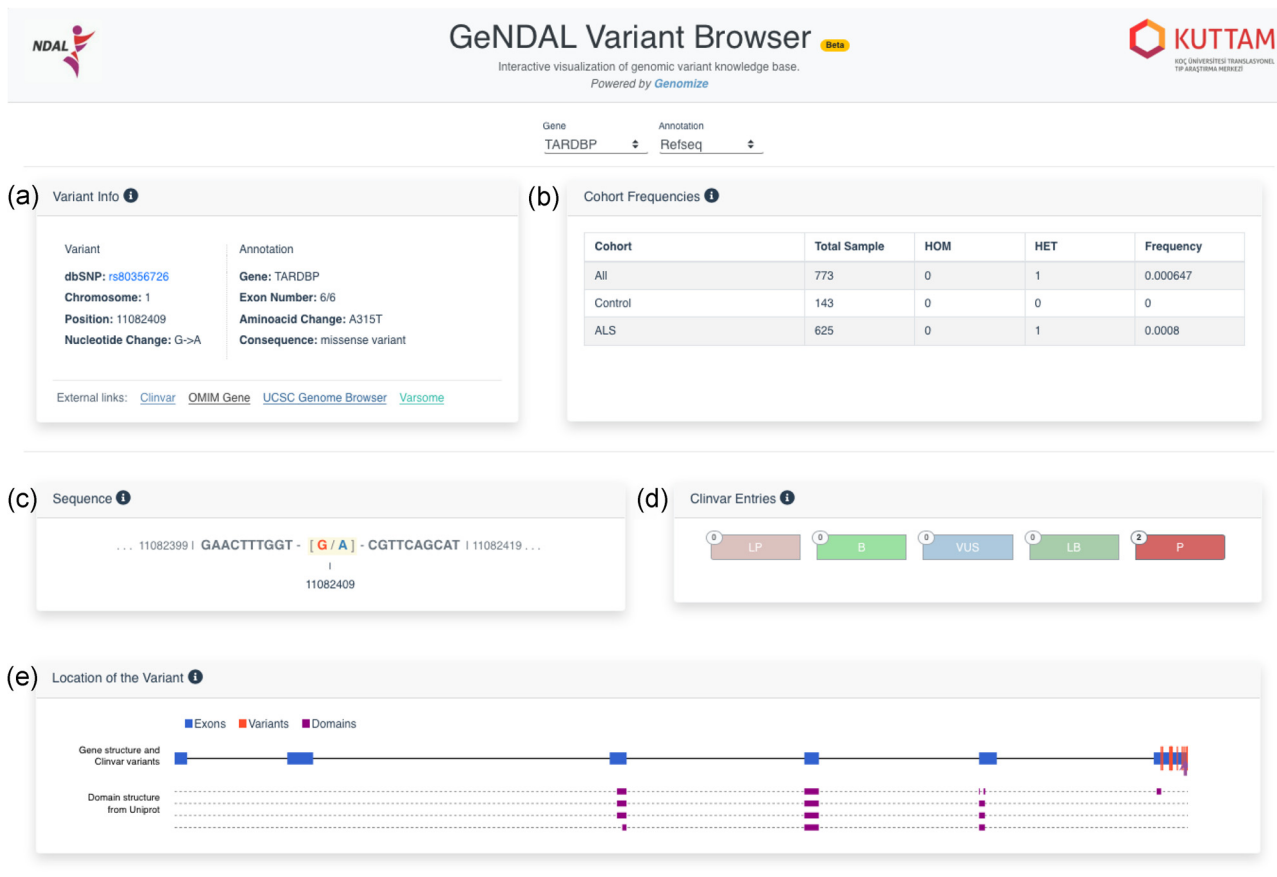 NDAL
GeNDAL Variant Browser Beta
Interactive visualization of genomic variant knowledge base.
Powered by Genomize
KUTTAM
KOÇ ÜNİVERSİTESİ TRANSLASYONEL
TIP ARAŞTIRMA MERKEZİ
Gene Annotation
TARDBP Refseq
(a) Variant Info
Variant Annotation
dbSNP: rs80356726 Gene: TARDBP
Chromosome: 1 Exon Number: 6/6
Position: 11082409 Aminoacid Change: A315T
Nucleotide Change: G->A Consequence: missense variant
External links: Clinvar OMIM Gene UCSC Genome Browser Varsome
(b) Cohort Frequencies
Cohort Total Sample HOM HET Frequency
All 773 0 1 0.000647
Control 143 0 0 0
ALS 625 0 1 0.0008
(c) Sequence
... 11082399 | GAACTTTGGT - [ G / A ] - CGTTCAGCAT | 11082419 ...
|
11082409
(d) Clinvar Entries
0 LP 0 B 0 VUS 0 LB 2 P
(e) Location of the Variant
Exons Variants Domains
Gene structure and
Clinvar variants
Domain structure
from Uniprot